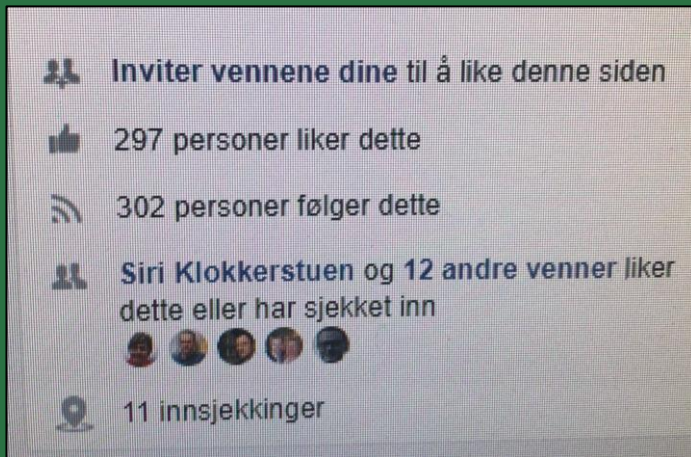 Inviter vennene dine til å like denne siden
297 personer liker dette
302 personer følger dette
Siri Klokkerstuen og 12 andre venner liker
dette eller har sjekket inn
11 innsjekkinger